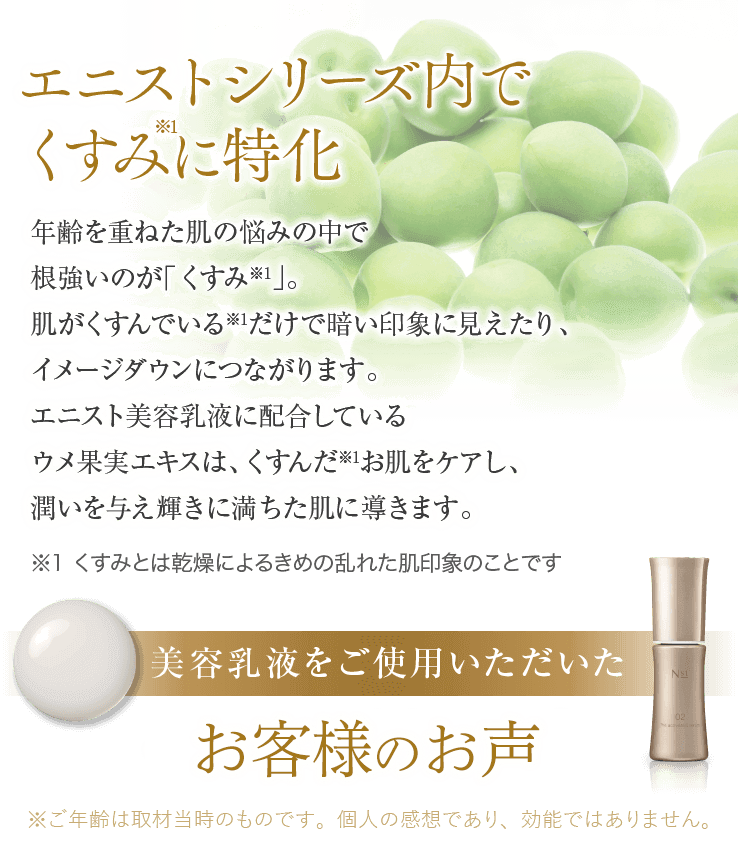 エニストシリーズ内で
くすみ※1に特化
年齢を重ねた肌の悩みの中で
根強いのが「くすみ※1」。
肌がくすんでいる※1だけで暗い印象に見えたり、
イメージダウンにつながります。
エニスト美容乳液に配合している
ウメ果実エキスは、くすんだ※1お肌をケアし、
潤いを与え輝きに満ちた肌に導きます。
※1 くすみとは乾燥によるきめの乱れた肌印象のことです
美容乳液をご使用いただいた
02
お客様のお声
※ご年齢は取材当時のものです。個人の感想であり、効能ではありません。